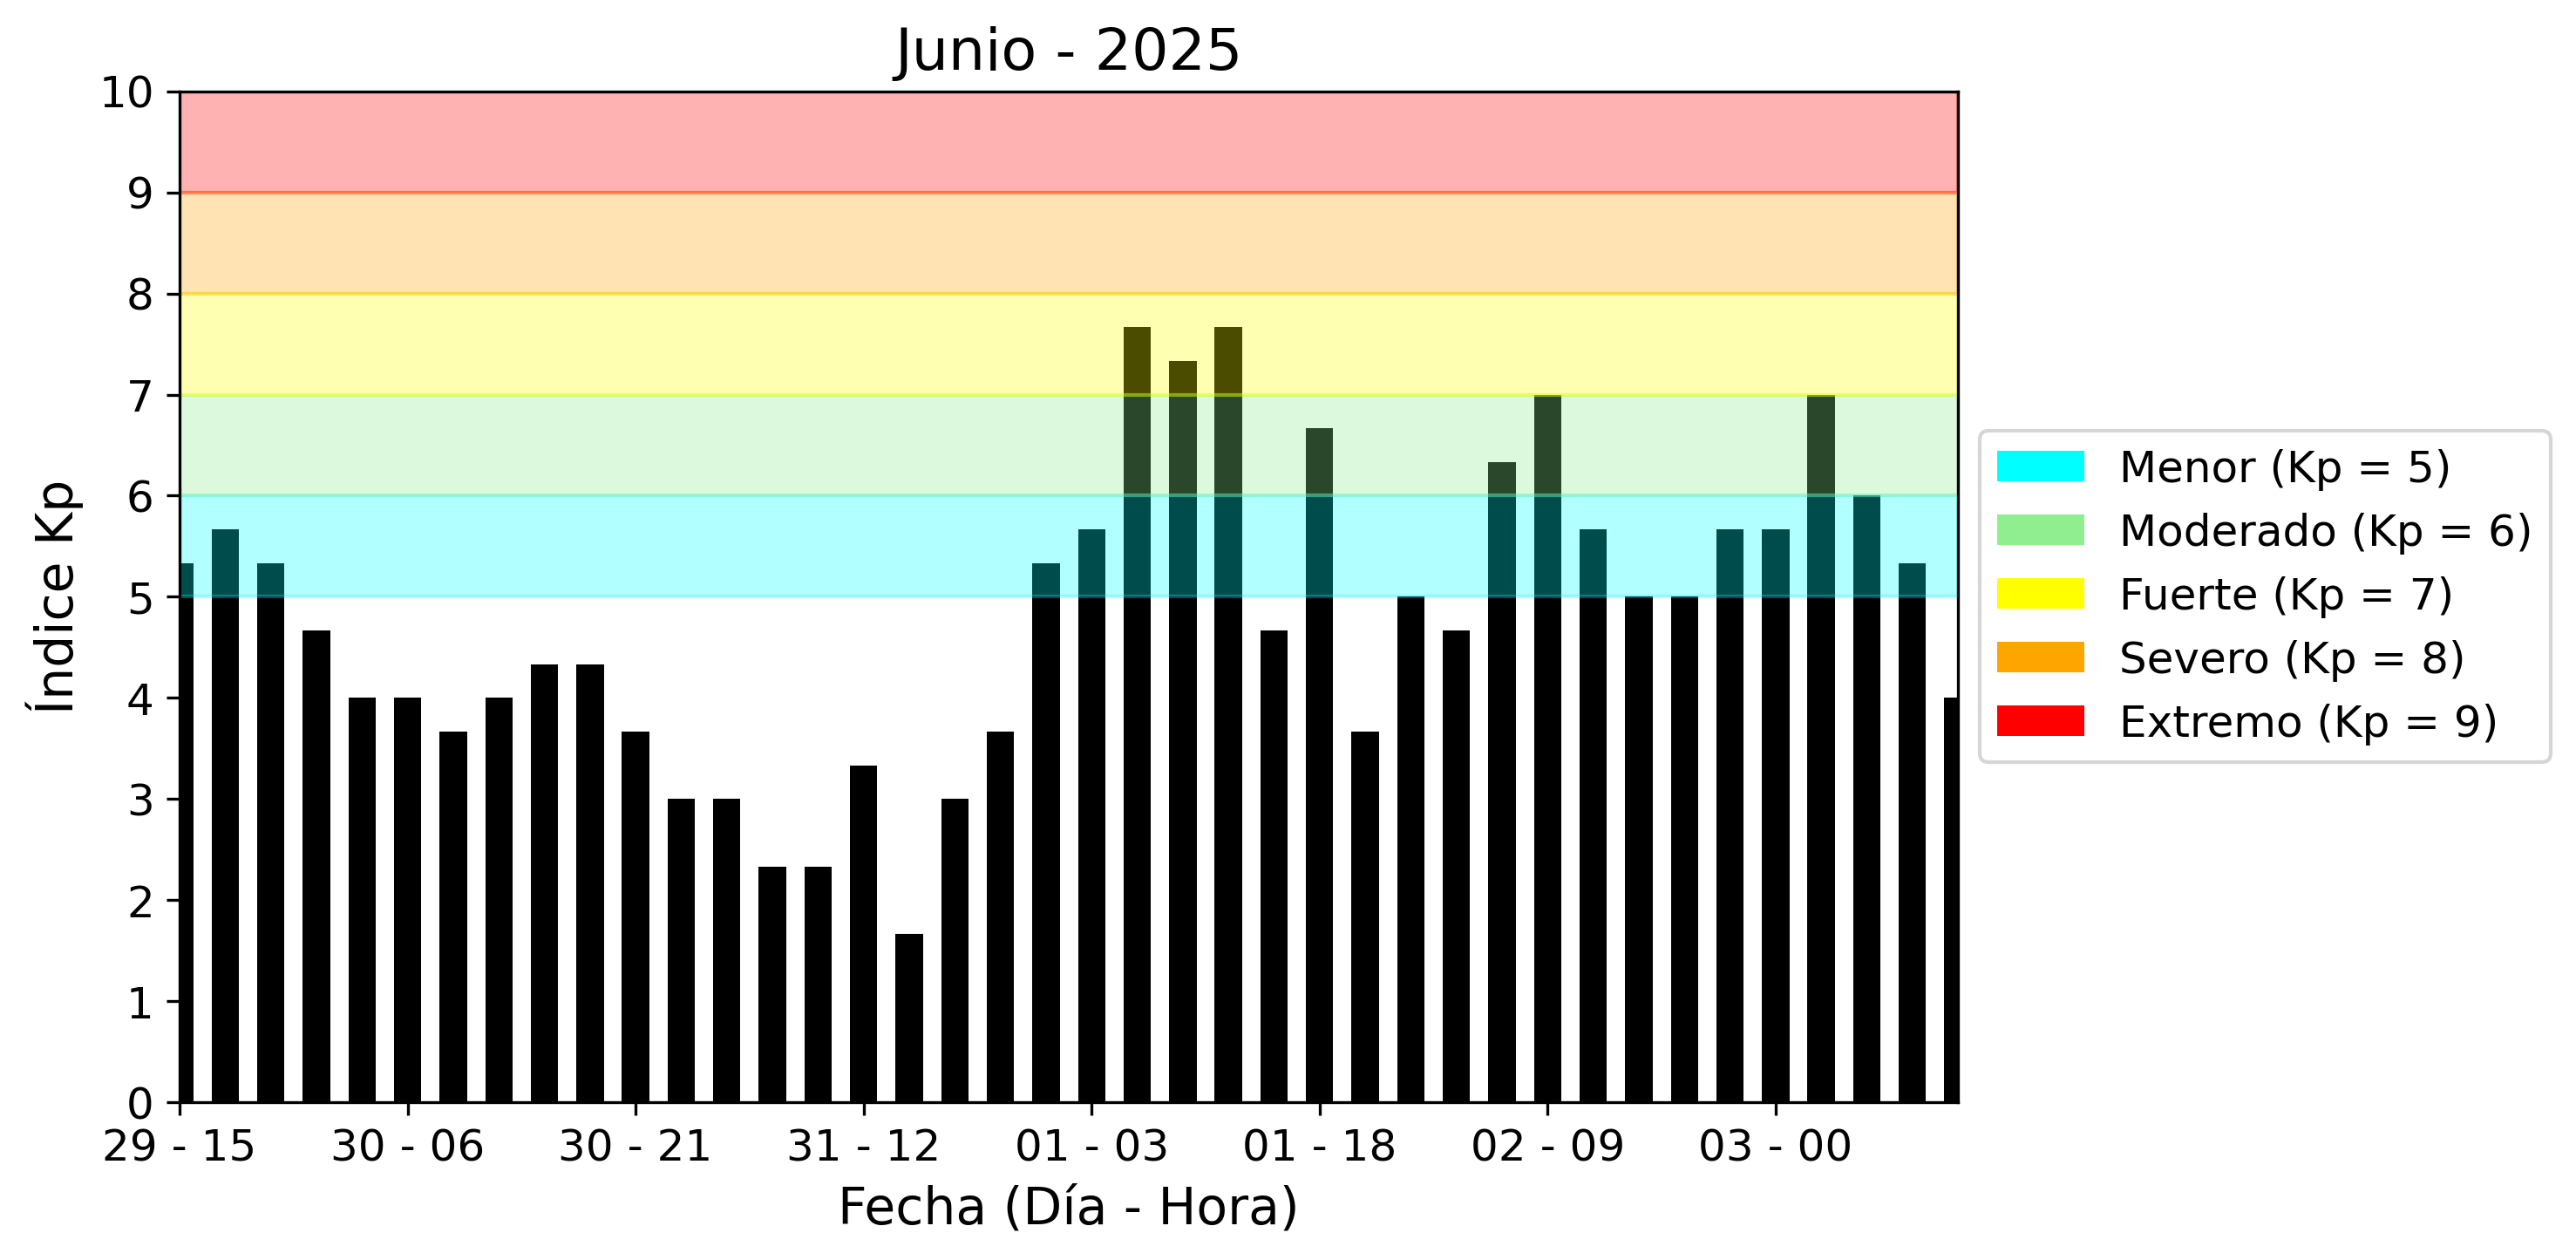 Junio - 2025
10
9
8
7
6
5
4
3
2
1
0
Índice Kp
29 - 15
30 - 06
30 - 21
31 - 12
01 - 03
01 - 18
02 - 09
03 - 00
Fecha (Día - Hora)
Menor (Kp = 5)
Moderado (Kp = 6)
Fuerte (Kp = 7)
Severo (Kp = 8)
Extremo (Kp = 9)